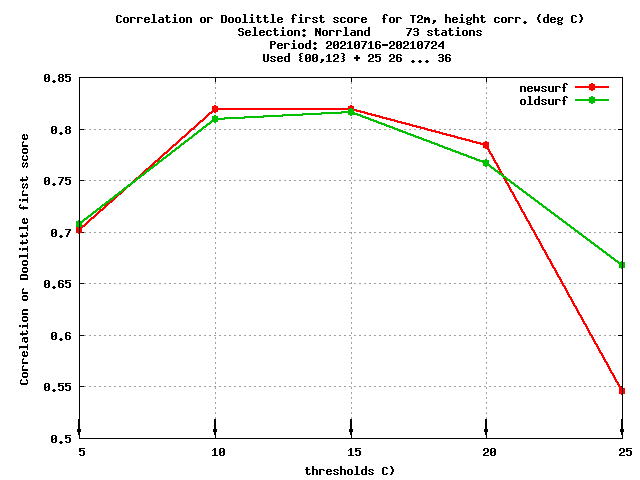 Correlation or Doolittle first score  for T2m, height corr. (deg C)
Selection: Norrland     73 stations
Period: 20210716-20210724
Used {00,12} + 25 26 ... 36
newsurf
oldsurf
0.85
0.8
0.75
0.7
0.65
0.6
0.55
0.5
Correlation or Doolittle first score
5 10 15 20 25
thresholds C)